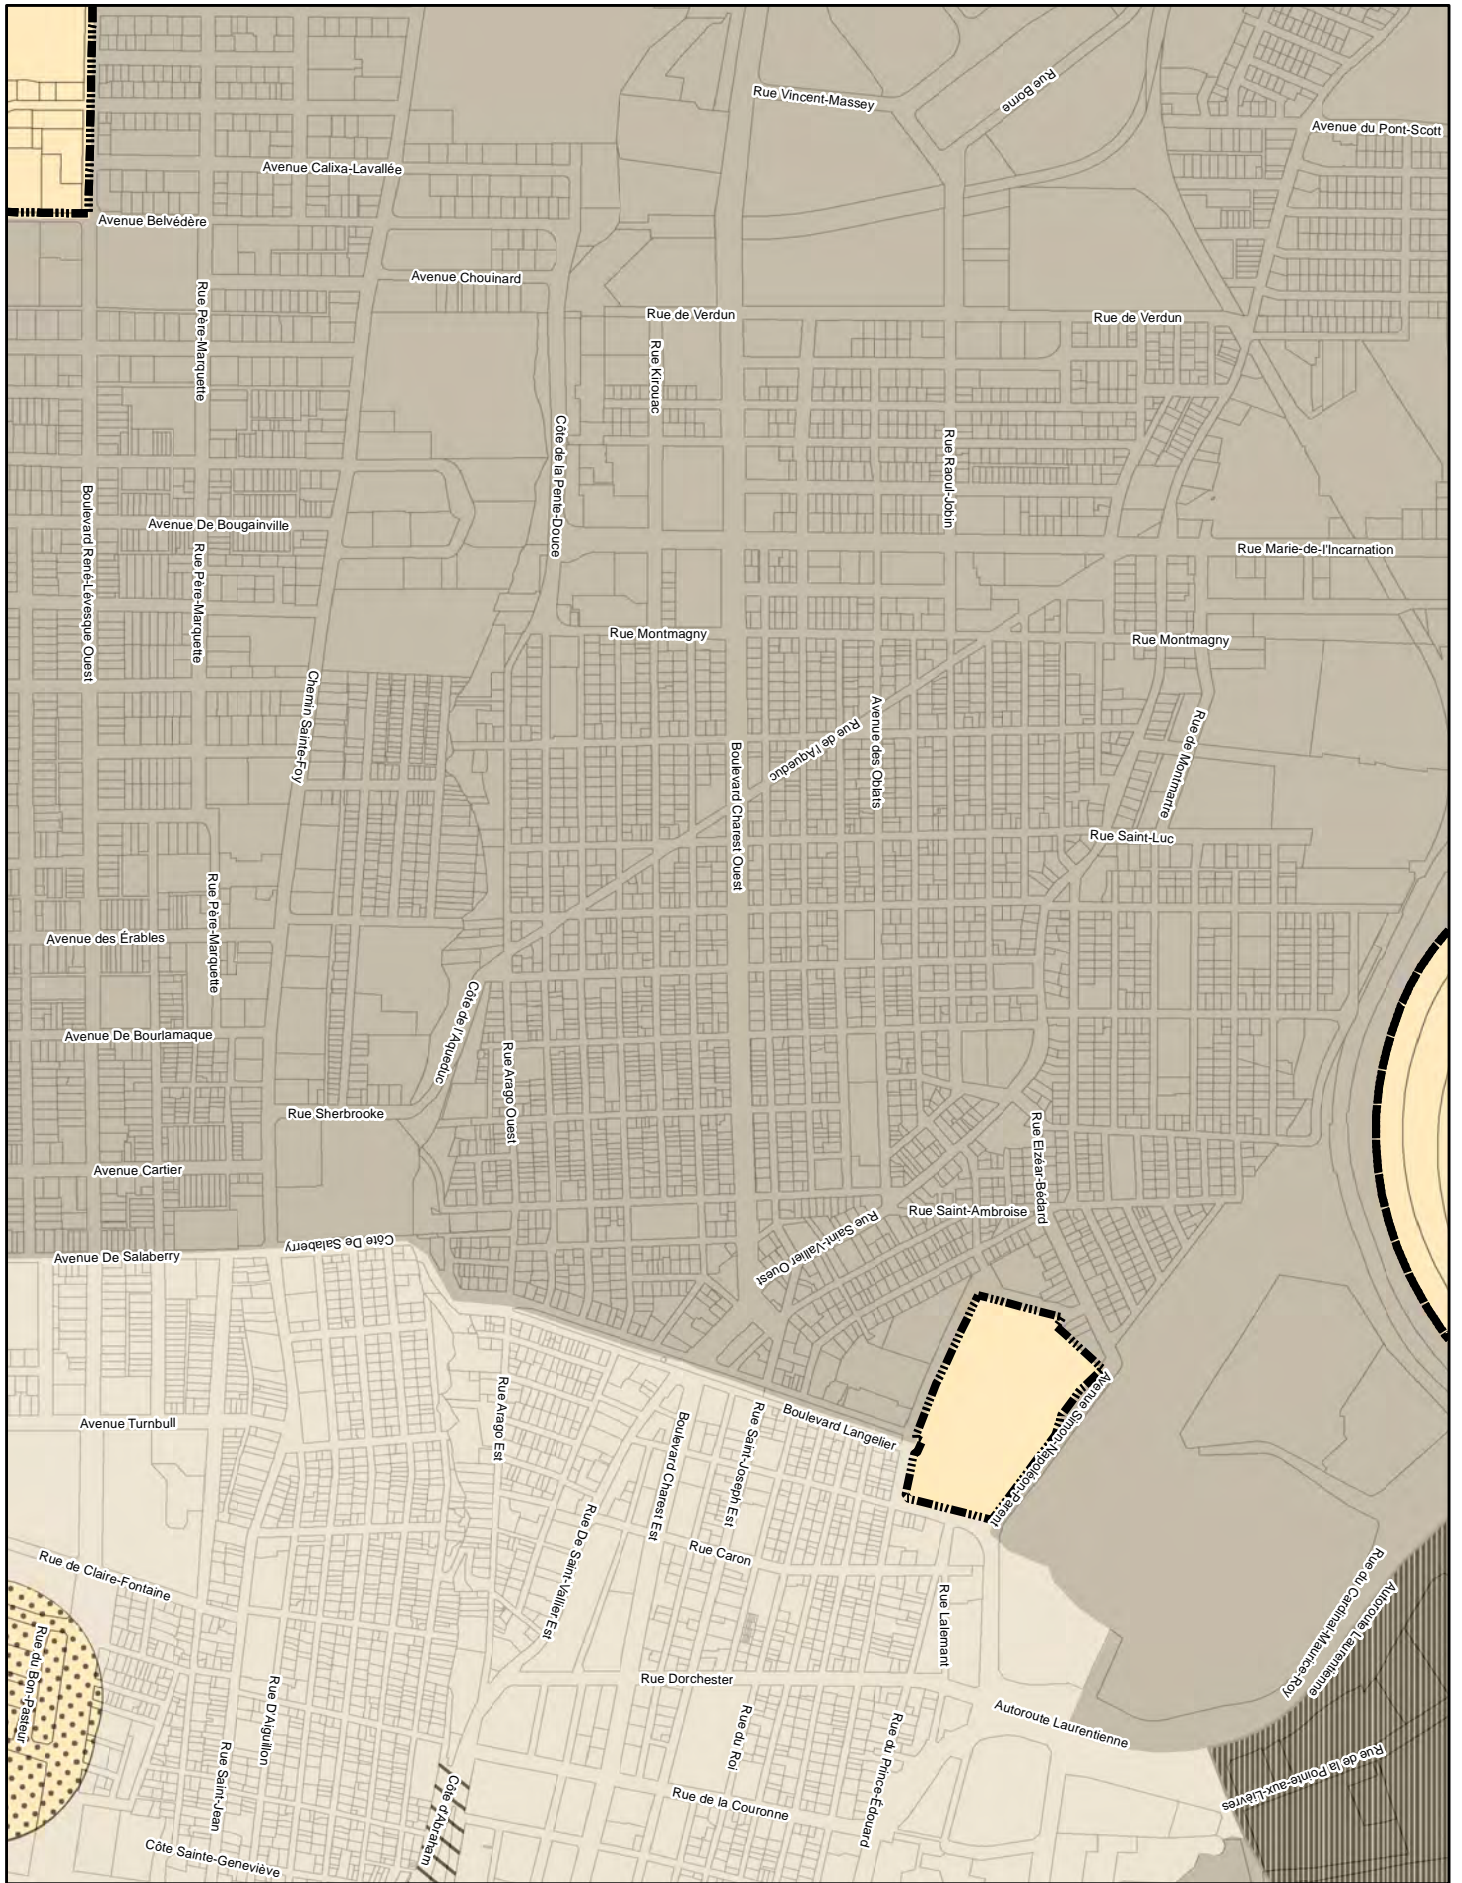 Rue Borne
Rue Vincent-Massey
Avenue du Pont-Scott
Avenue Calixa-Lavallée
Avenue Belvédère
Avenue Chouinard
Rue de Verdun
Rue de Verdun
Rue Père-Marquette
Rue Kirouac
Côte de la Pente-Douce
Rue Raoul-Jobin
Boulevard René-Lévesque Ouest
Avenue De Bougainville
Rue Marie-de-l'Incarnation
Rue Père-Marquette
Rue Montmagny
Rue Montmagny
Chemin Sainte-Foy
Avenue des Oblats
Rue de l'Aqueduc
Rue de Montmartre
Boulevard Charest Ouest
Rue Saint-Luc
Rue Père-Marquette
Avenue des Érables
Côte de l'Aqueduc
Avenue De Bourlamaque
Rue Arago Ouest
Rue Sherbrooke
Rue Elzéar-Bédard
Avenue Cartier
Rue Saint-Ambroise
Rue Saint-Vallier Ouest
Côte De Salaberry
Avenue De Salaberry
Rue Arago Est
Avenue Simon-Napoléon-Parent
Avenue Turnbull
Boulevard Langelier
Boulevard Charest Est
Rue Saint-Joseph Est
Rue De Saint-Vallier Est
Rue Caron
Rue de Claire-Fontaine
Rue Lalemant
Rue du Cardinal-Maurice-Roy
Autoroute Laurentienne
Rue du Bon-Pasteur
Rue Dorchester
Rue D'Aiguillon
Autoroute Laurentienne
Rue du Roi
Rue du Prince-Édouard
Rue Saint-Jean
Rue de la Pointe-aux-Lièvres
Rue de la Couronne
Côte d'Abraham
Côte Sainte-Geneviève